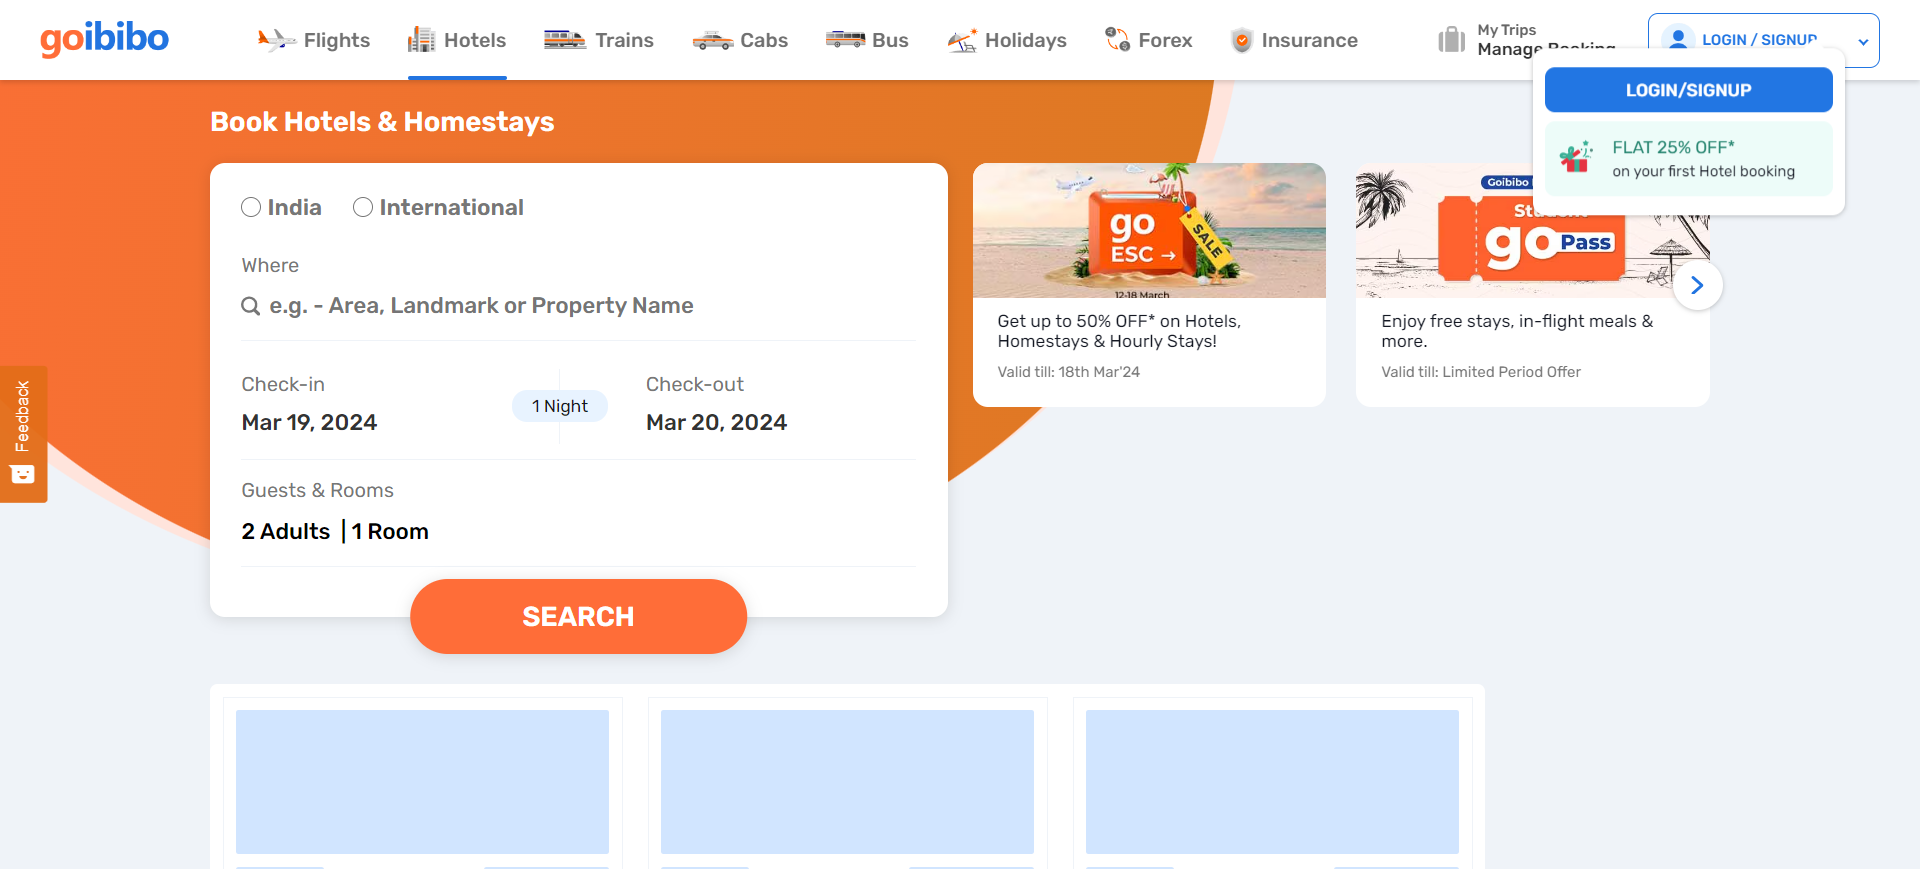 goibibo
Flights
Hotels
Trains
Cabs
Bus
Holidays
Forex
Insurance
My Trips
Manage Booking
LOGIN / SIGNUP
LOGIN/SIGNUP
FLAT 25% OFF*
on your first Hotel booking
Book Hotels & Homestays
India
International
Where
e.g. - Area, Landmark or Property Name
Check-in
Mar 19, 2024
1 Night
Check-out
Mar 20, 2024
Guests & Rooms
2 Adults | 1 Room
SEARCH
go
ESC →
SALE
12-18 March
Get up to 50% OFF* on Hotels,
Homestays & Hourly Stays!
Valid till: 18th Mar'24
Goibibo
Student
go Pass
Enjoy free stays, in-flight meals &
more.
Valid till: Limited Period Offer
Feedback